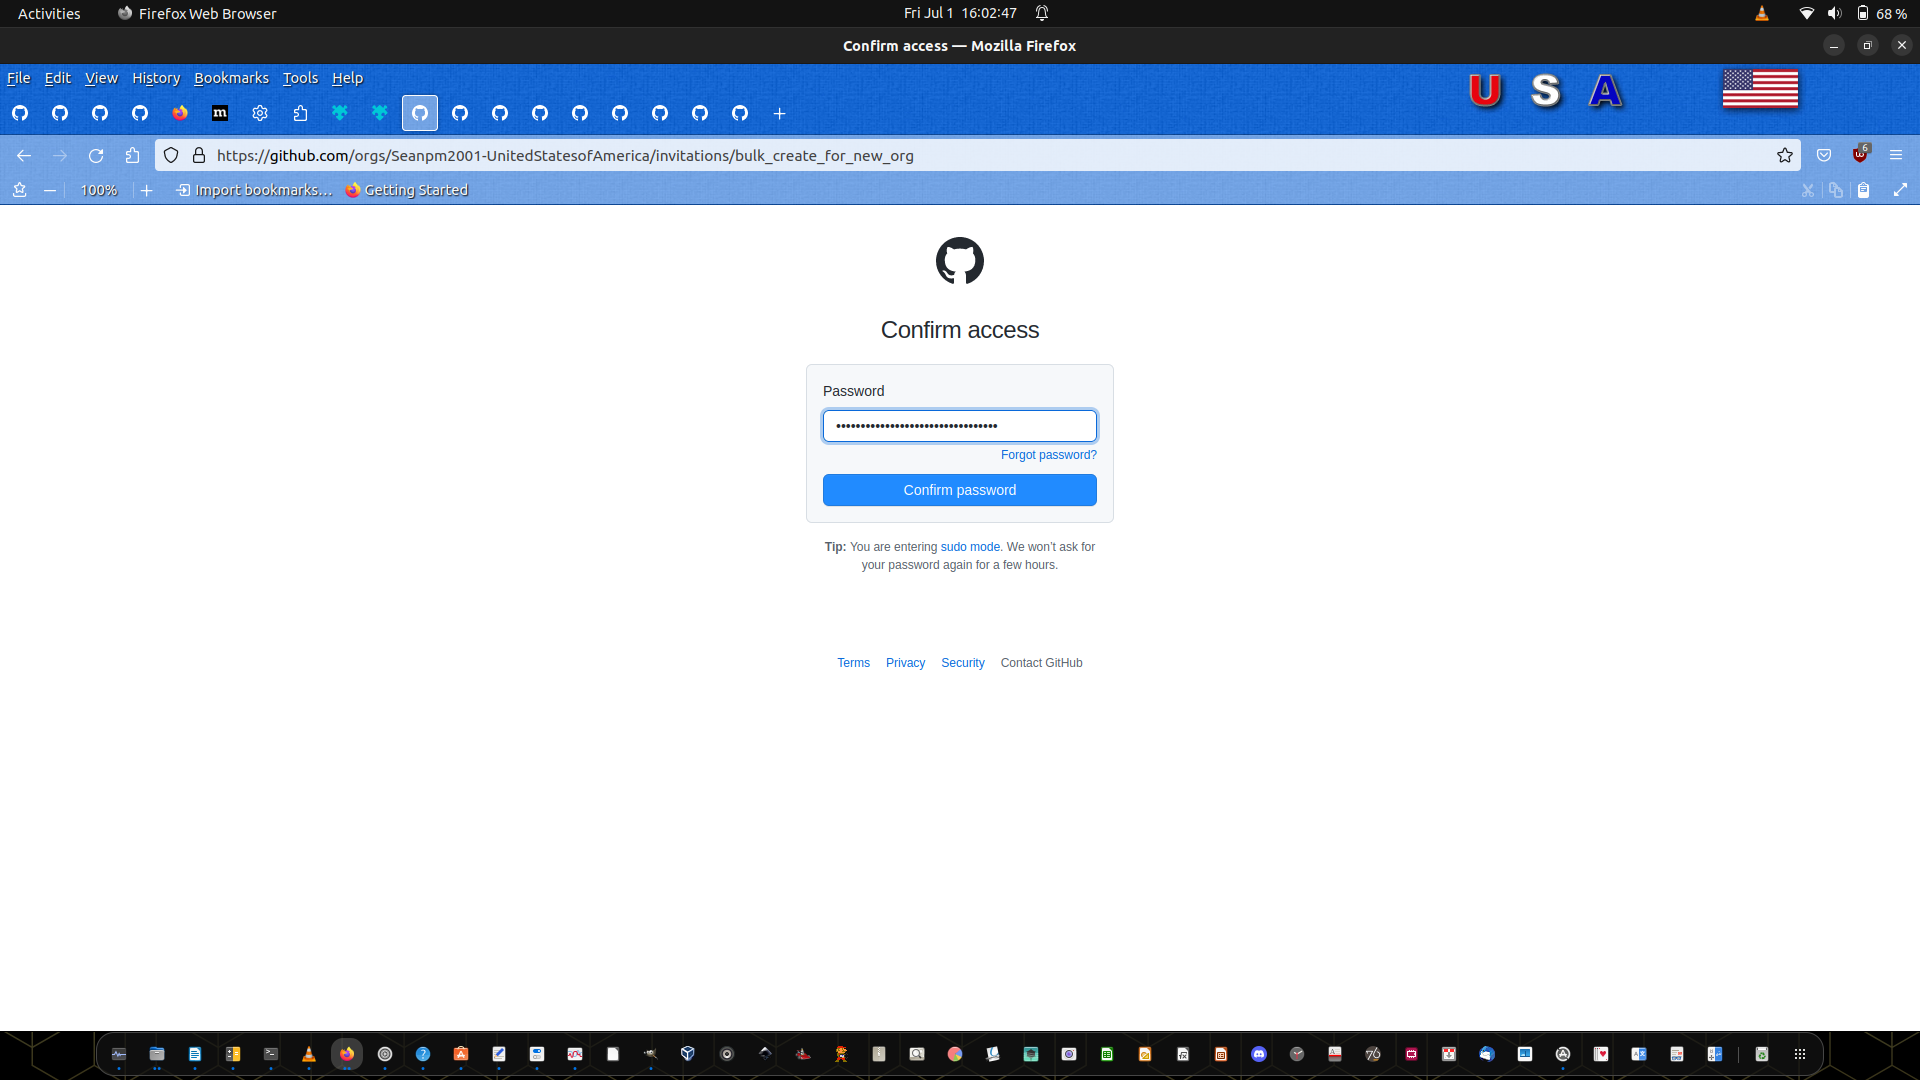 Activities
Firefox Web Browser
Fri Jul 1 16:02:47
68 %
Confirm access — Mozilla Firefox
File Edit View History Bookmarks Tools Help
U S A
m
https://github.com/orgs/Seanpm2001-UnitedStatesofAmerica/invitations/bulk_create_for_new_org
6
100%
Import bookmarks…
Getting Started
Confirm access
Password
•••••••••••••••••••••••••••••••••
Forgot password?
Confirm password
Tip: You are entering sudo mode. We won’t ask for
your password again for a few hours.
Terms Privacy Security Contact GitHub